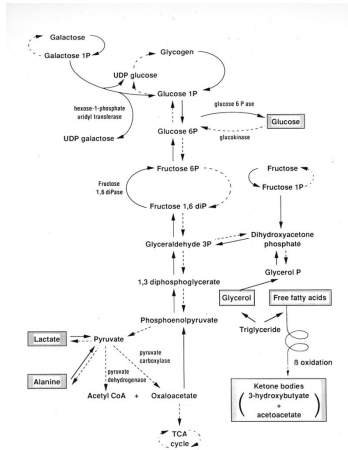 Galactose
Galactose 1P
Glycogen
UDP glucose
Glucose 1P
hexose-1-phosphate
uridyl transferase
UDP galactose
glucose 6 P ase
Glucose
Glucose 6P
glucokinase
Fructose 6P
Fructose
1,6 diPase
Fructose
Fructose 1P
Fructose 1,6 diP
Glyceraldehyde 3P
Dihydroxyacetone
phosphate
Glycerol P
1,3 diphosphoglycerate
Glycerol
Free fatty acids
Phosphoenolpyruvate
Triglyceride
Lactate
Pyruvate
pyruvate
carboxylase
ß oxidation
pyruvate
dehydrogenase
Alanine
Acetyl CoA + Oxaloacetate
Ketone bodies
3-hydroxybutyate
+
acetoacetate
TCA
cycle